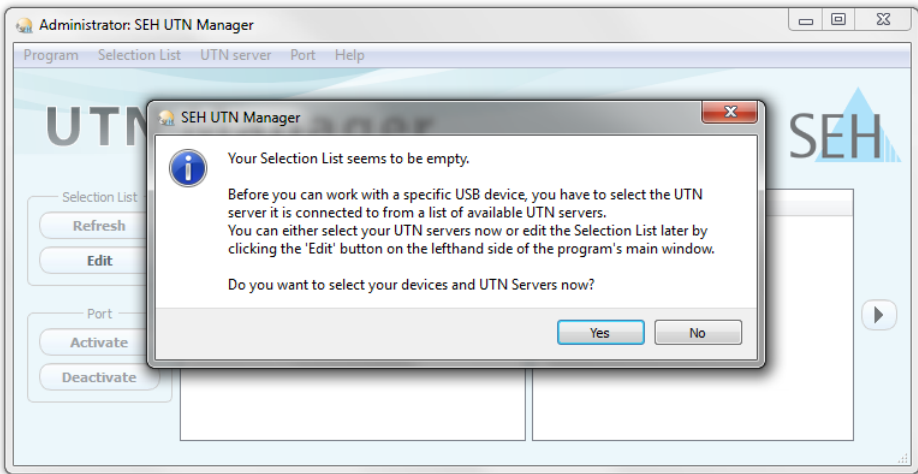 Administrator: SEH UTN Manager
Program Selection List UTN server Port Help
UTN Manager
SEH
SEH UTN Manager
Your Selection List seems to be empty.
Before you can work with a specific USB device, you have to select the UTN
server it is connected to from a list of available UTN servers.
You can either select your UTN servers now or edit the Selection List later by
clicking the 'Edit' button on the lefthand side of the program's main window.
Do you want to select your devices and UTN Servers now?
Yes No
Selection List
Refresh
Edit
Port
Activate
Deactivate